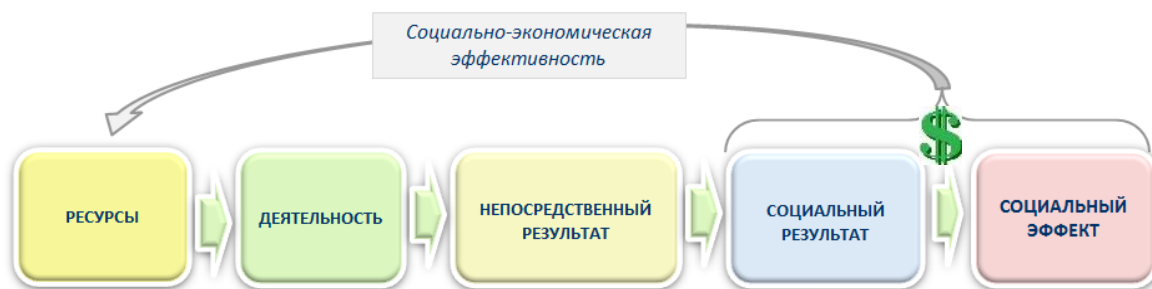 Социально-экономическая
эффективность
$
РЕСУРСЫ
ДЕЯТЕЛЬНОСТЬ
НЕПОСРЕДСТВЕННЫЙ
РЕЗУЛЬТАТ
СОЦИАЛЬНЫЙ
РЕЗУЛЬТАТ
СОЦИАЛЬНЫЙ
ЭФФЕКТ